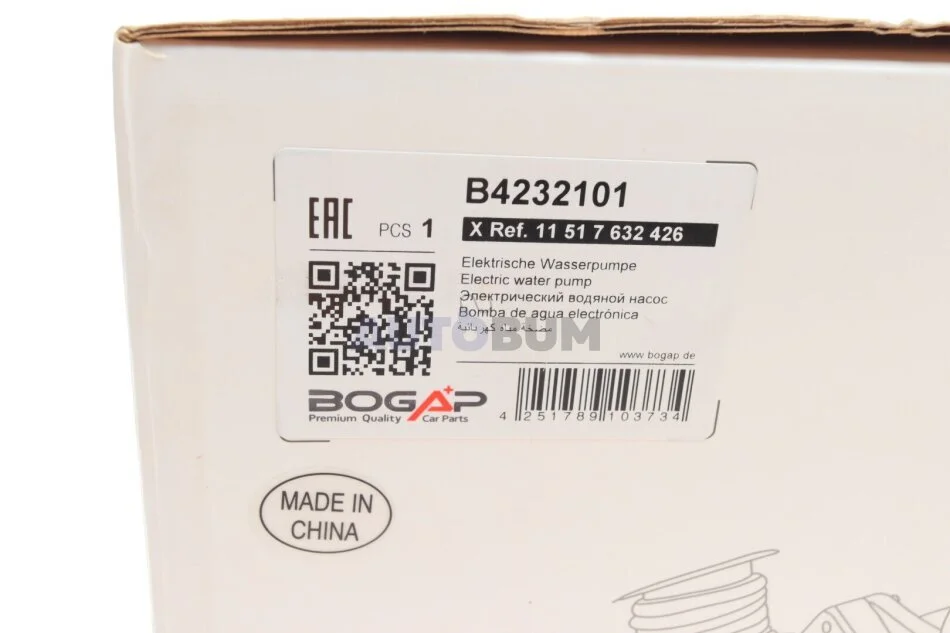 B4232101
X Ref. 11 51 7 632 426
EAC PCS 1
Elektrische Wasserpumpe
Electric water pump
Электрический водяной насос
Bomba de agua electrónica
مضخة مياه كهربائية
AUTOBUM
www.bogap.de
BOGAP
Premium Quality Car Parts
4 251789 103734
MADE IN
CHINA